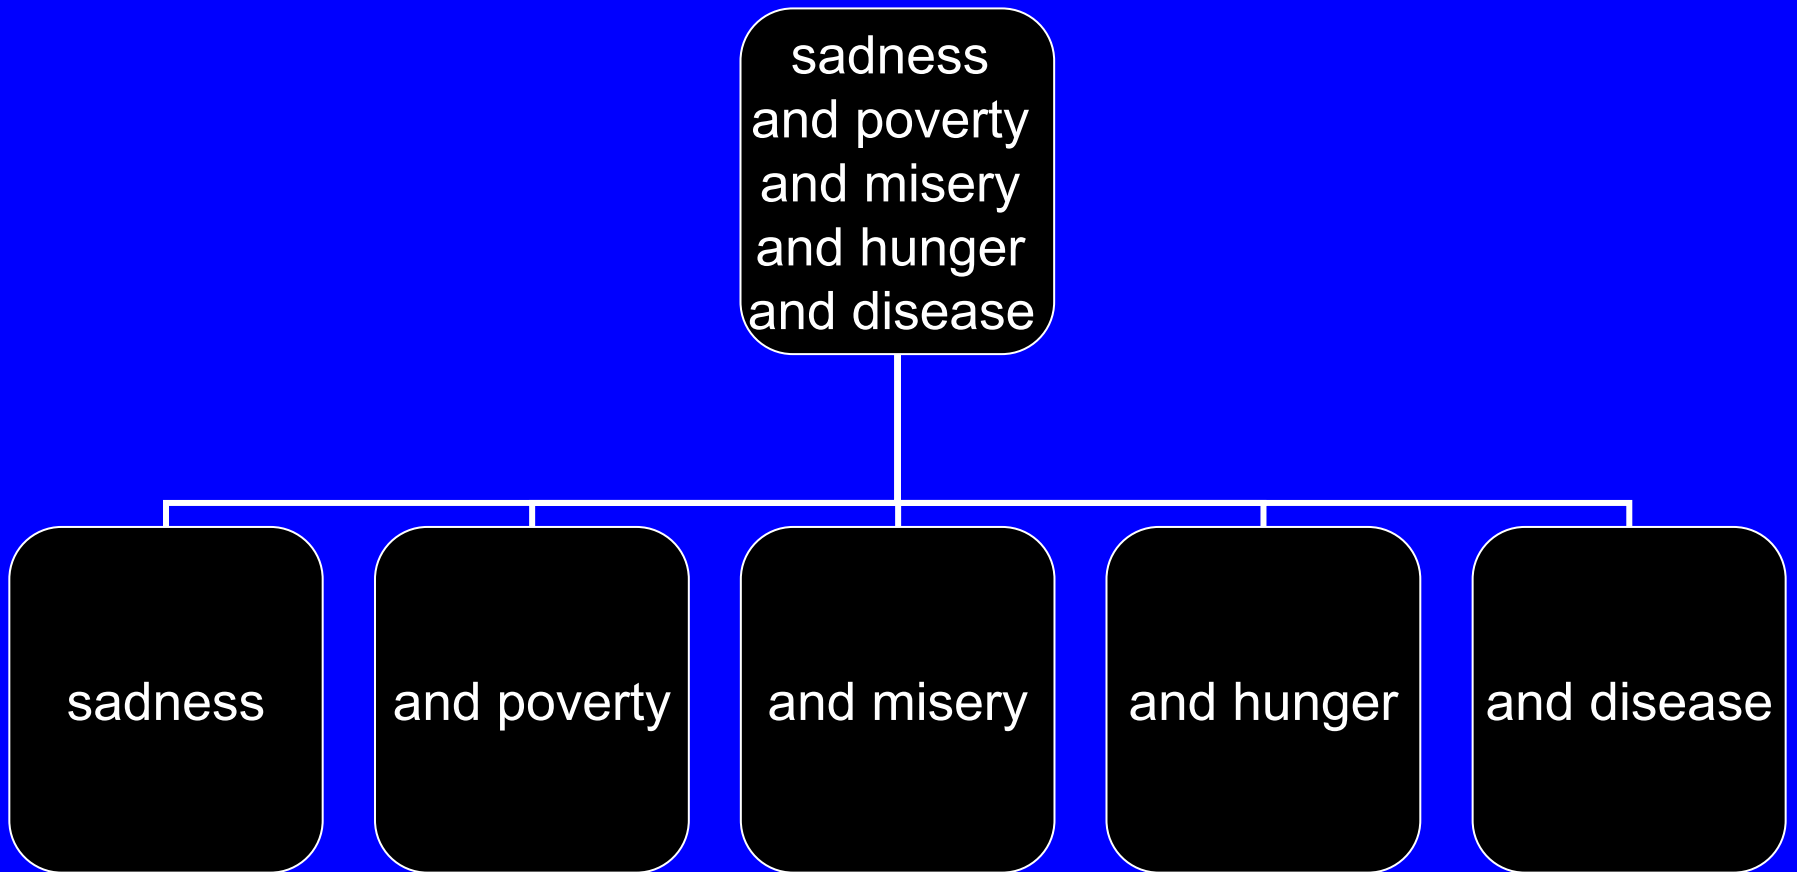 sadness
and poverty
and misery
and hunger
and disease
sadness
and poverty
and misery
and hunger
and disease